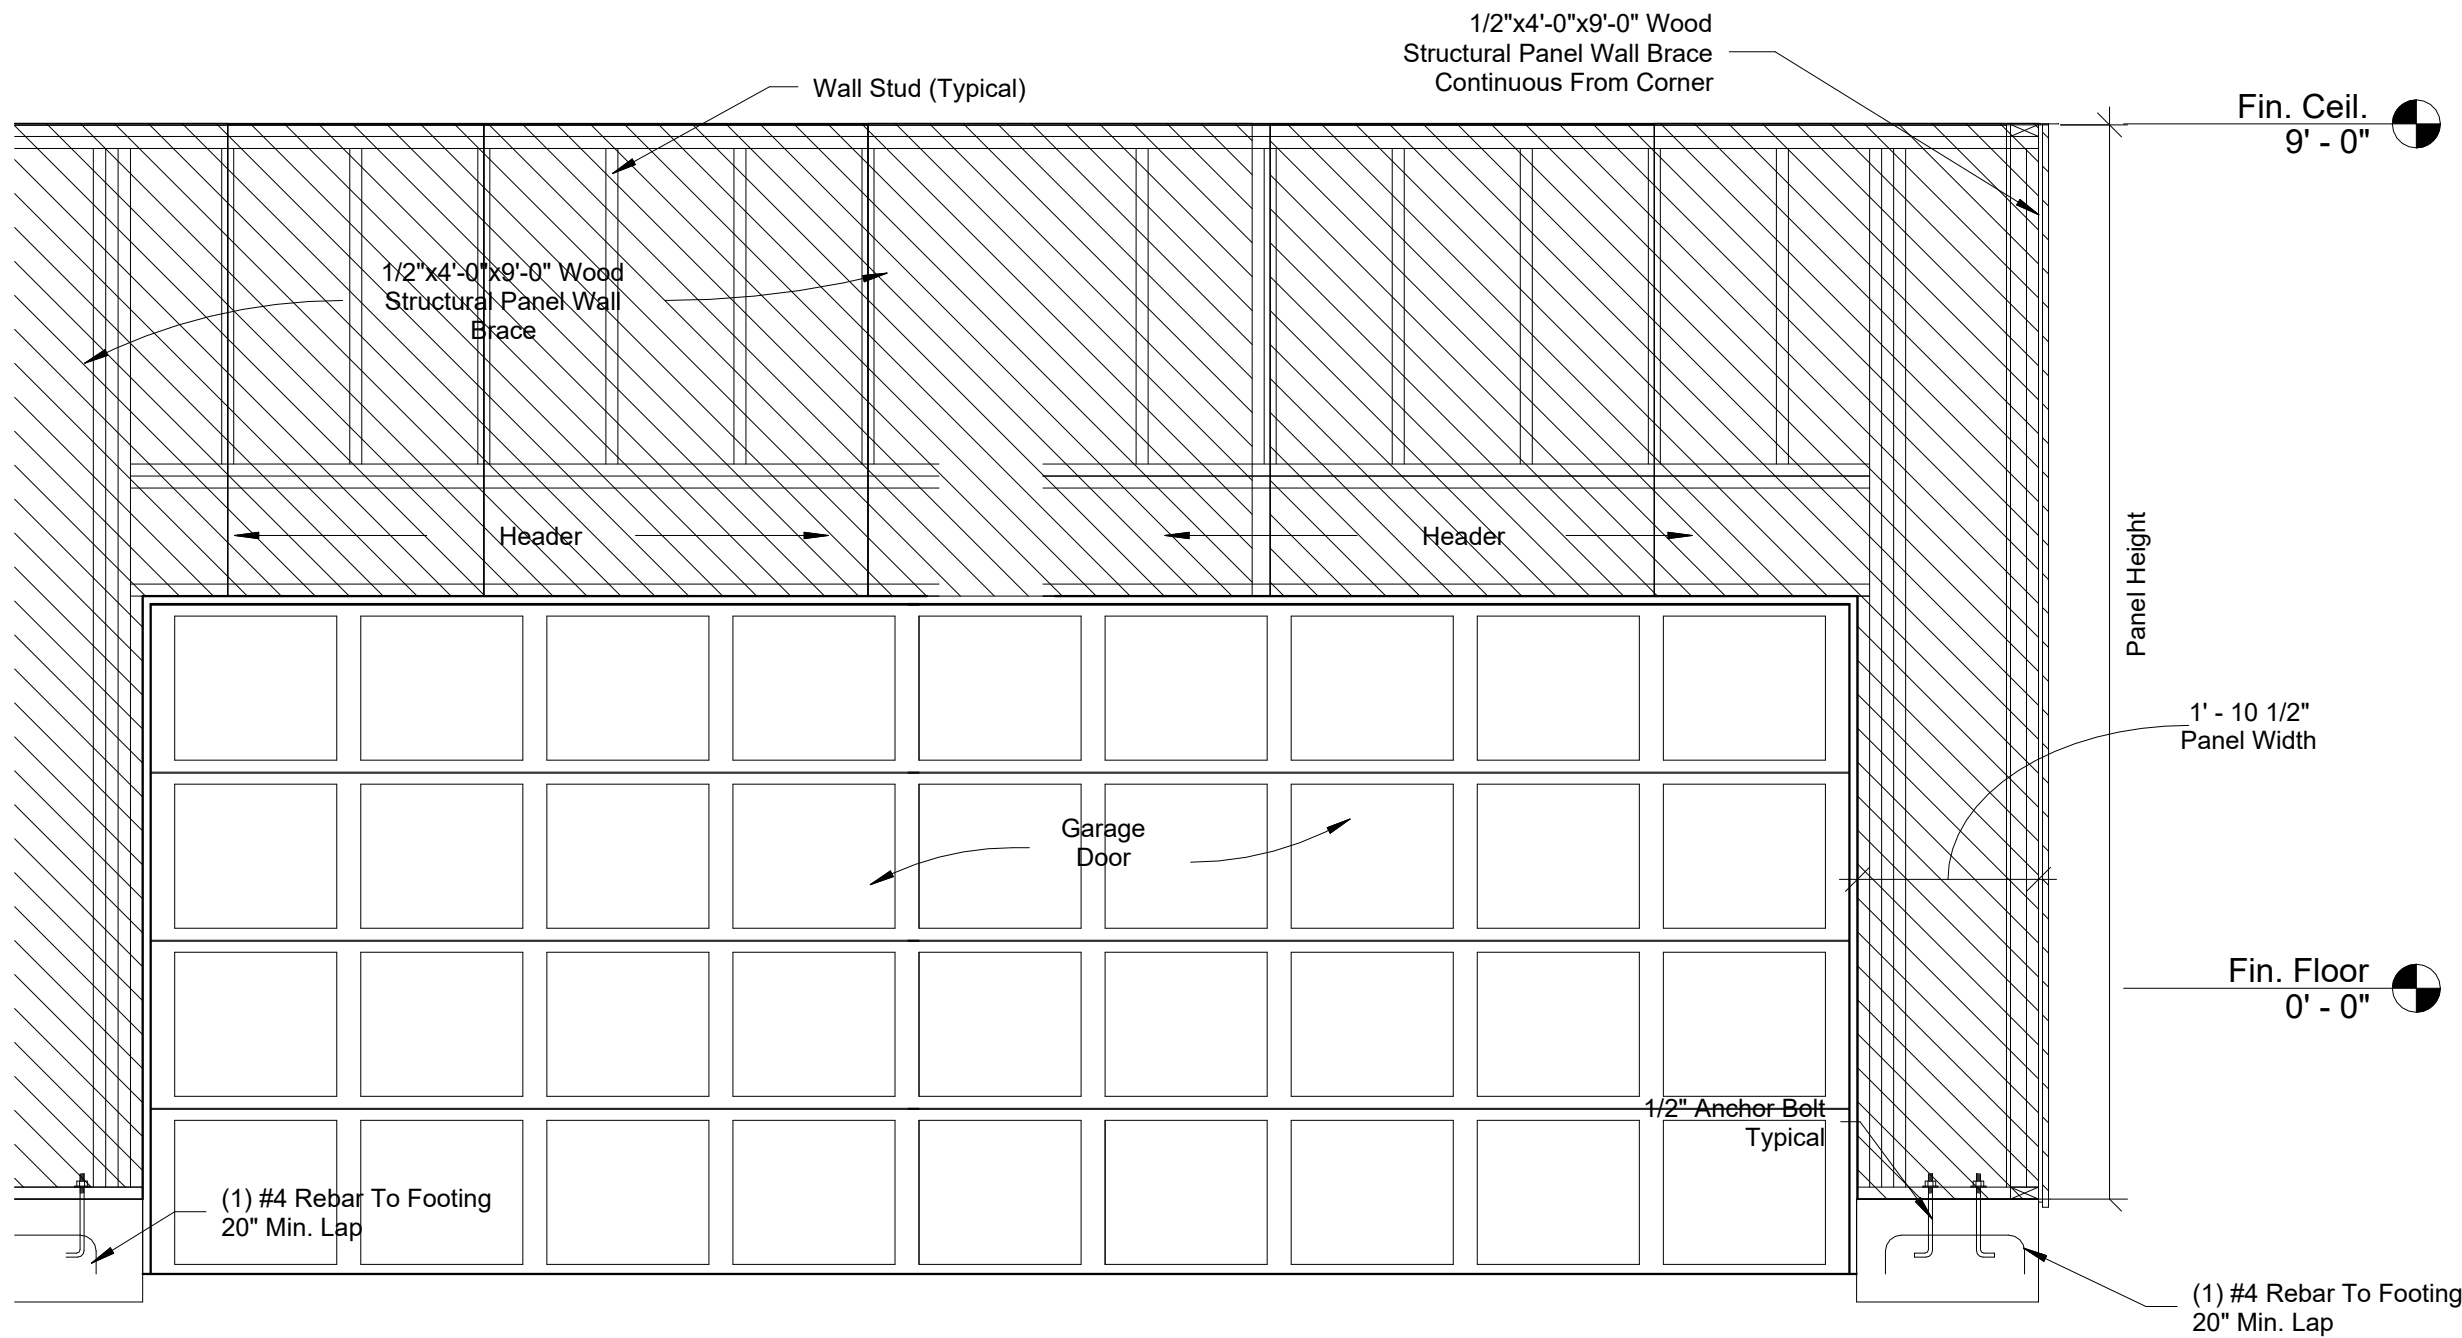 1/2"x4'-0"x9'-0" Wood
Structural Panel Wall Brace
Continuous From Corner
Wall Stud (Typical)
Fin. Ceil.
9' - 0"
1/2"x4'-0"x9'-0" Wood
Structural Panel Wall
Brace
Header
Header
Panel Height
1' - 10 1/2"
Panel Width
Garage
Door
Fin. Floor
0' - 0"
1/2" Anchor Bolt
Typical
(1) #4 Rebar To Footing
20" Min. Lap
(1) #4 Rebar To Footing
20" Min. Lap